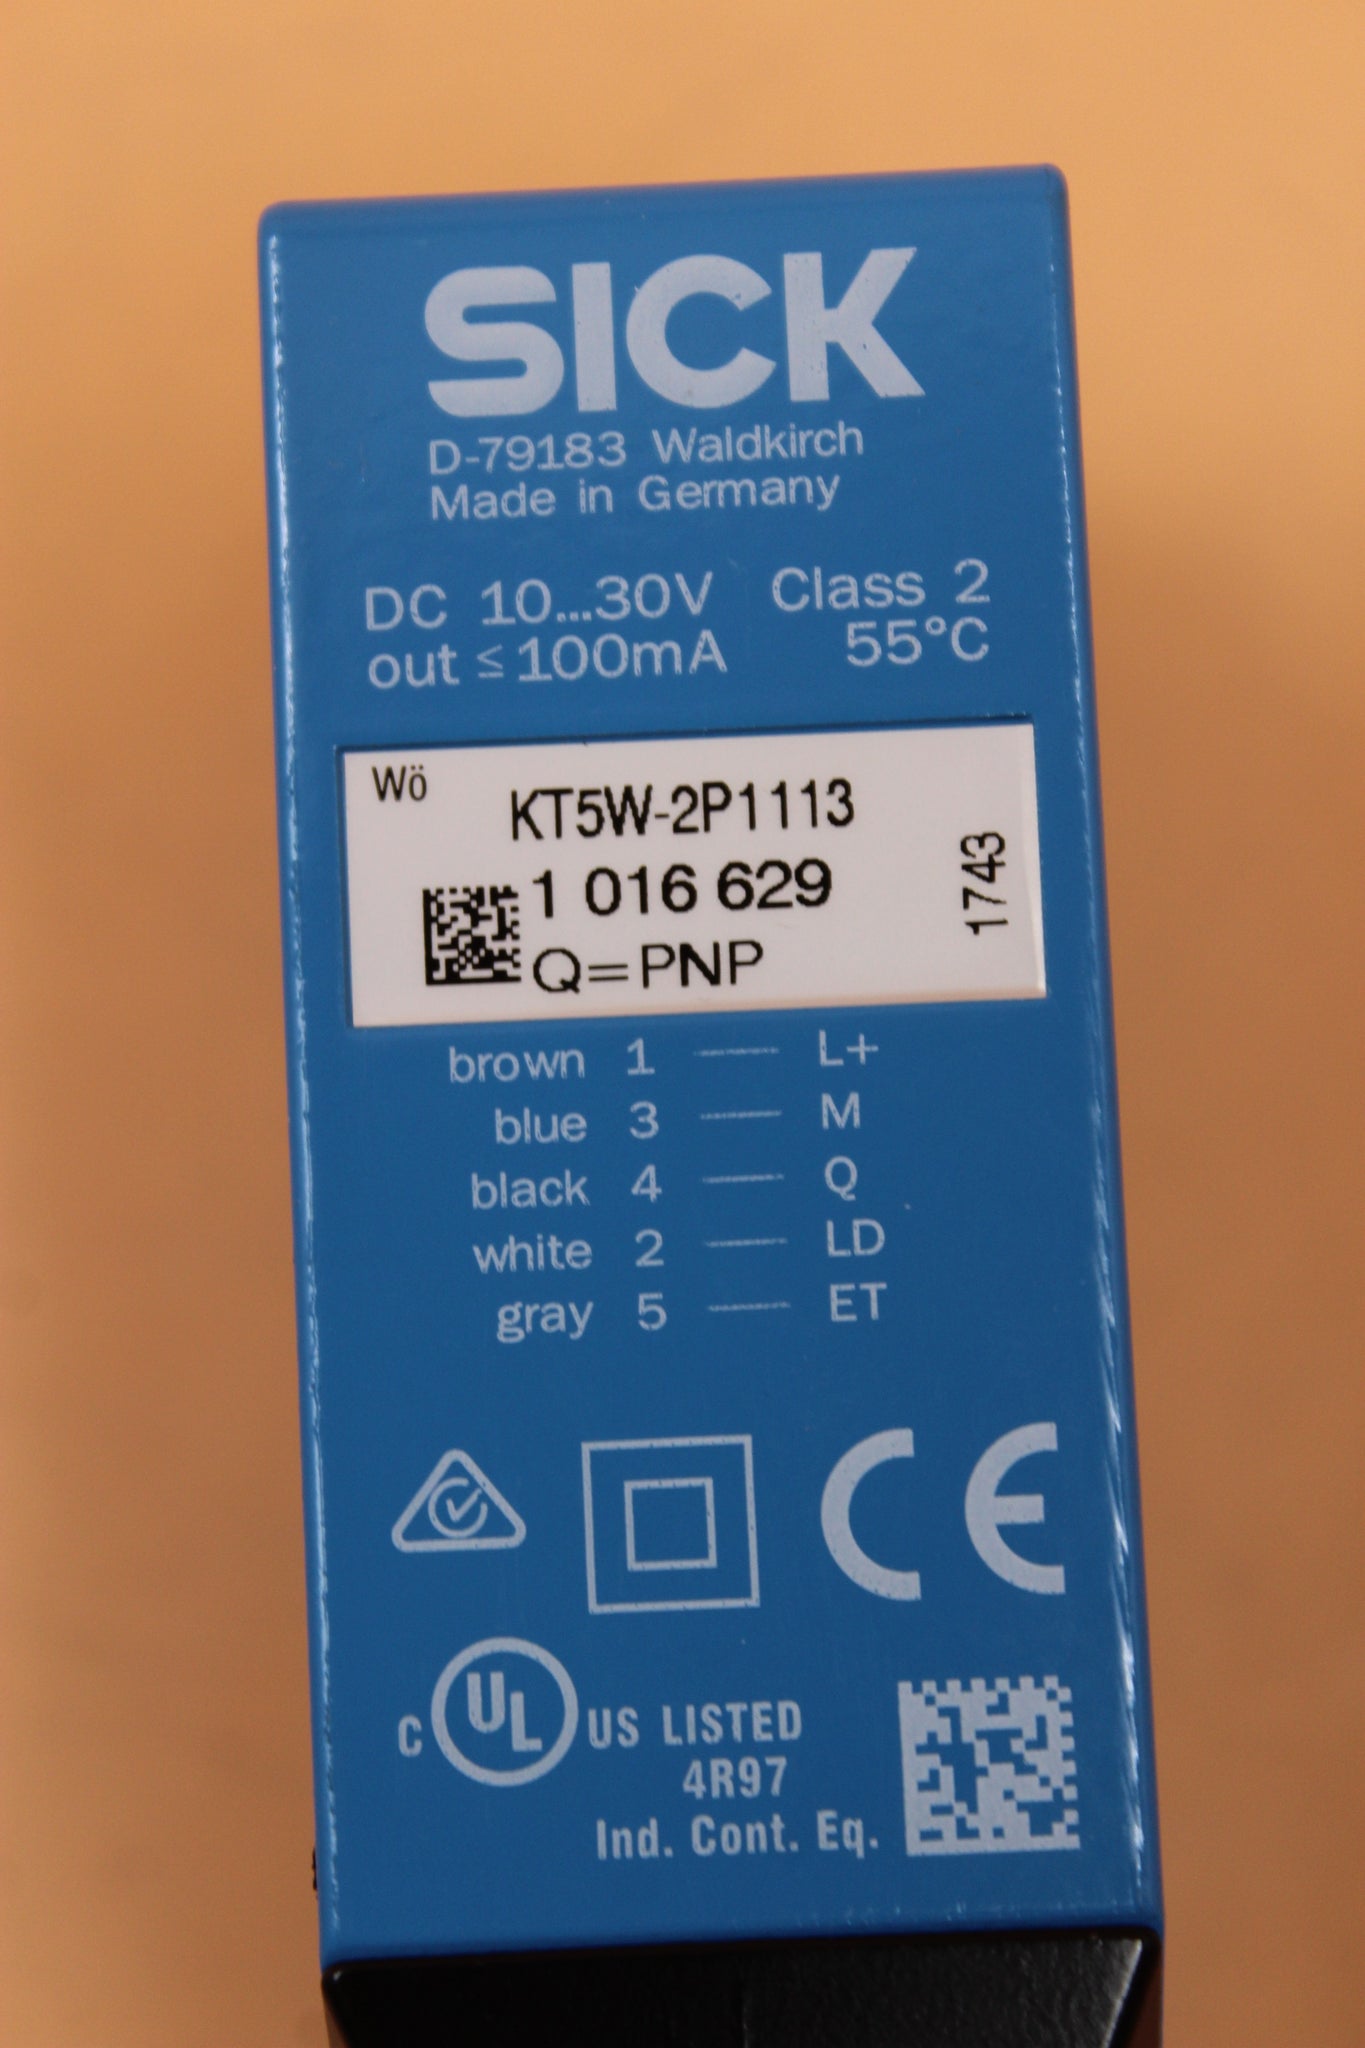 SICK
D-79183 Waldkirch
Made in Germany
DC 10...30V Class 2
out ≤100mA 55°C
Wö
KT5W-2P1113
1 016 629
Q=PNP
1743
brown 1 L+
blue 3 M
black 4 Q
white 2 LD
gray 5 ET
CE
C UL US LISTED
4R97
Ind. Cont. Eq.